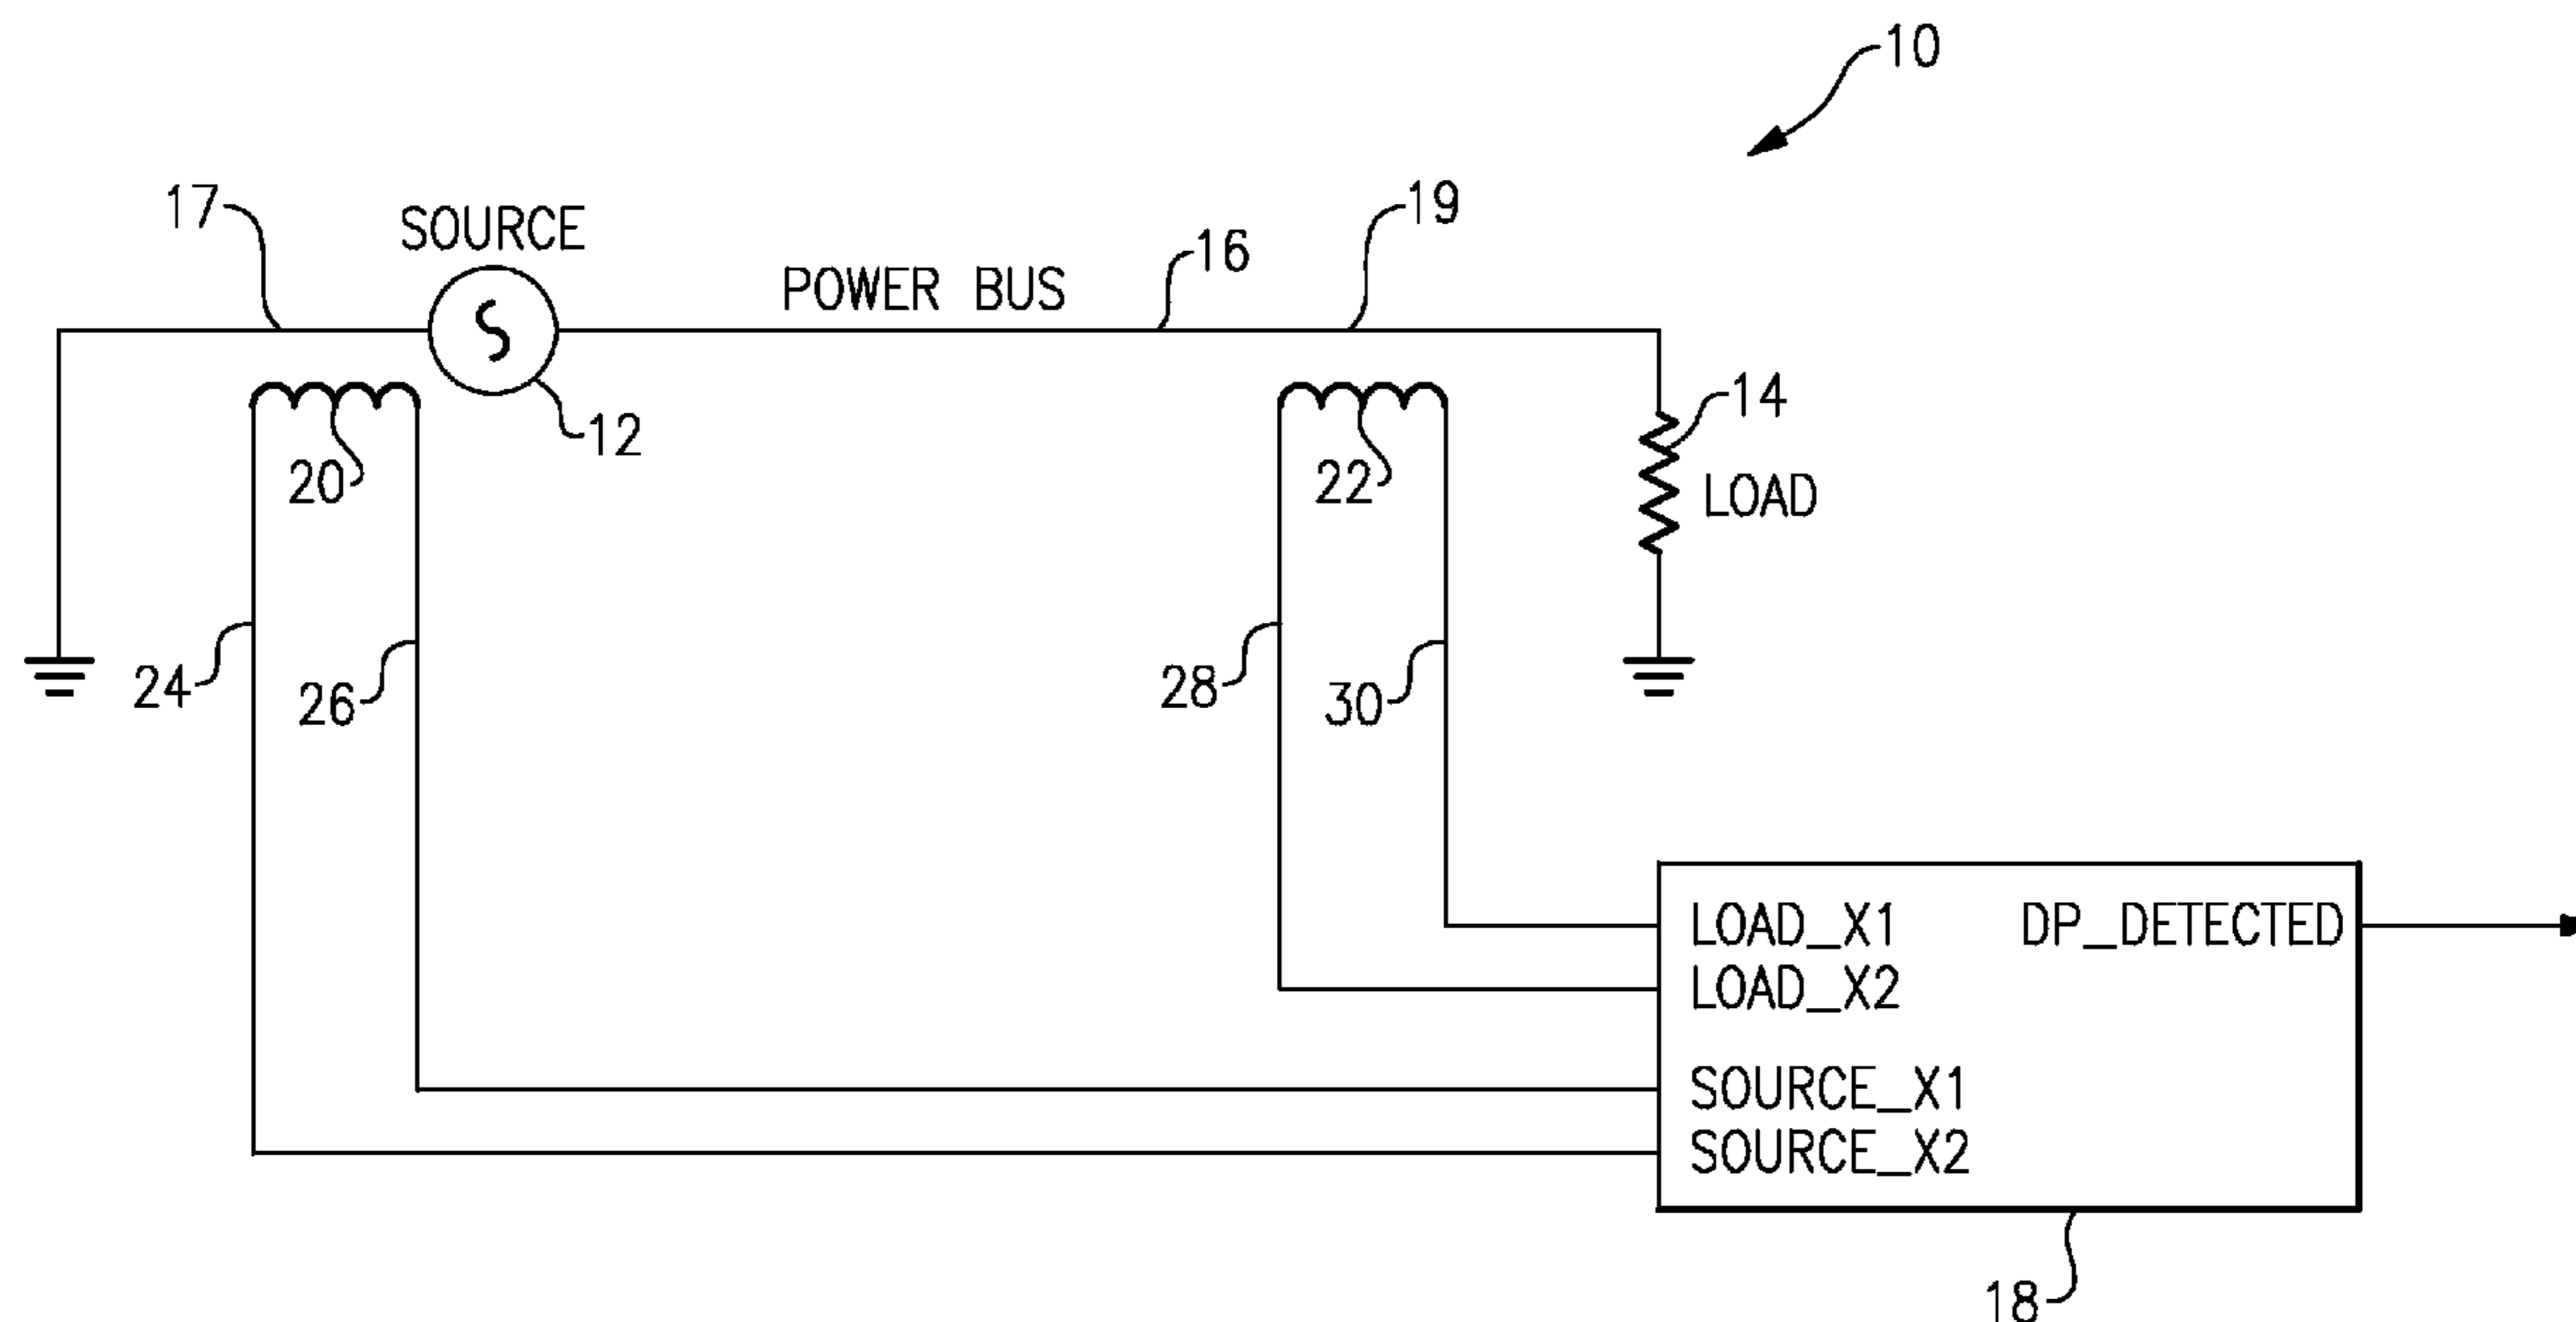 10
17
SOURCE
19
16
POWER BUS
14
12
20
22
LOAD
24
26
28
30
LOAD_X1
DP_DETECTED
LOAD_X2
SOURCE_X1
SOURCE_X2
18